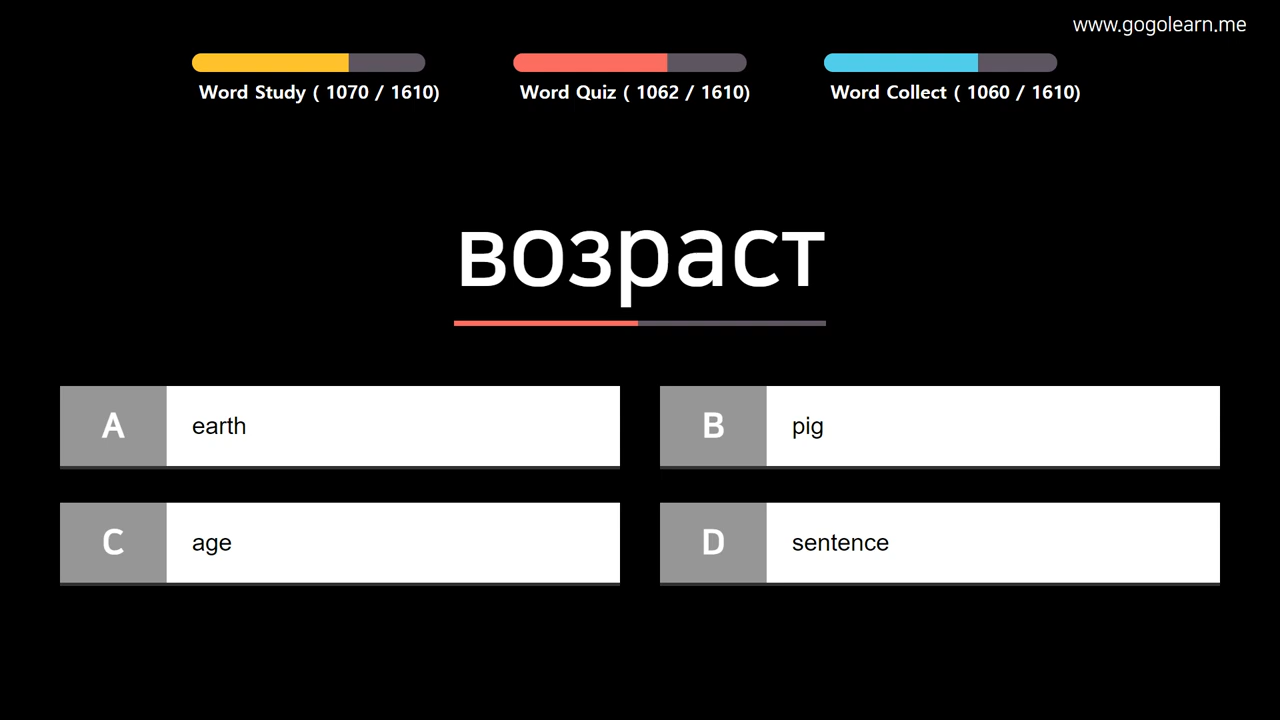 www.gogolearn.me
Word Study ( 1070 / 1610)
Word Quiz ( 1062 / 1610)
Word Collect ( 1060 / 1610)
возраст
A earth
B pig
C age
D sentence